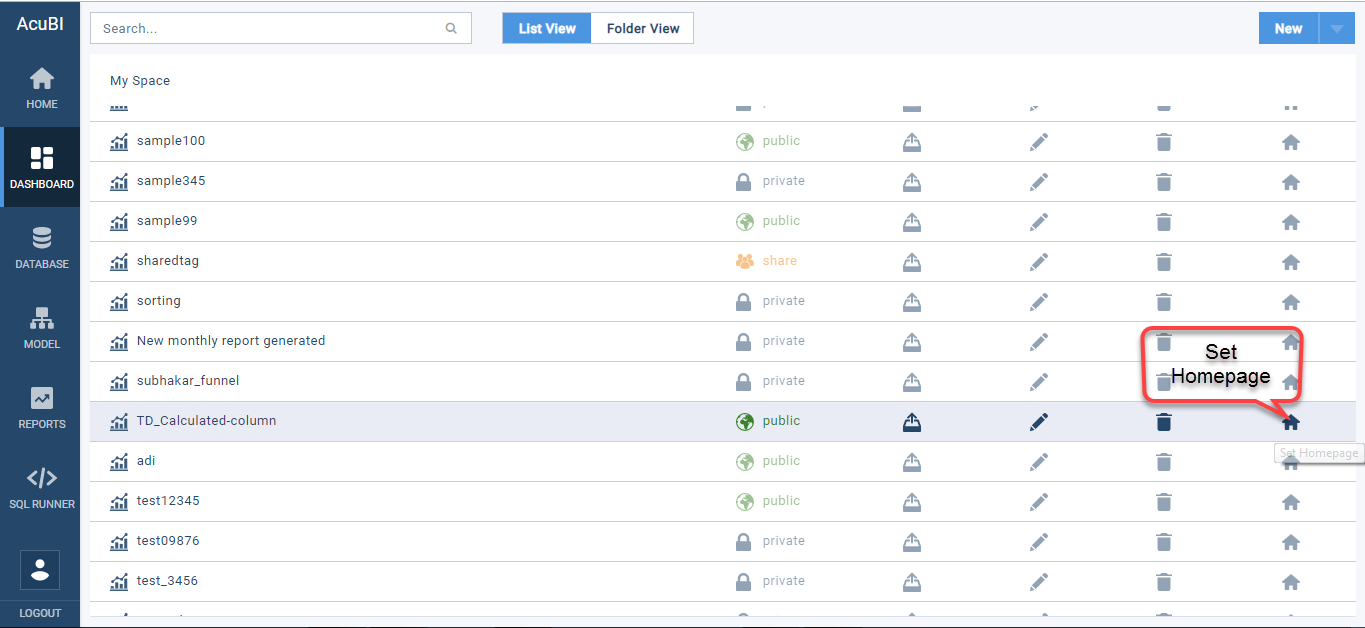 AcuBI
Search...
List View
Folder View
New
HOME
DASHBOARD
DATABASE
MODEL
REPORTS
SQL RUNNER
LOGOUT
My Space
sample100 public
sample345 private
sample99 public
sharedtag share
sorting private
New monthly report generated private
subhakar_funnel private
TD_Calculated-column public
adi public
test12345 public
test09876 private
test_3456 private
Set
Homepage
Set Homepage